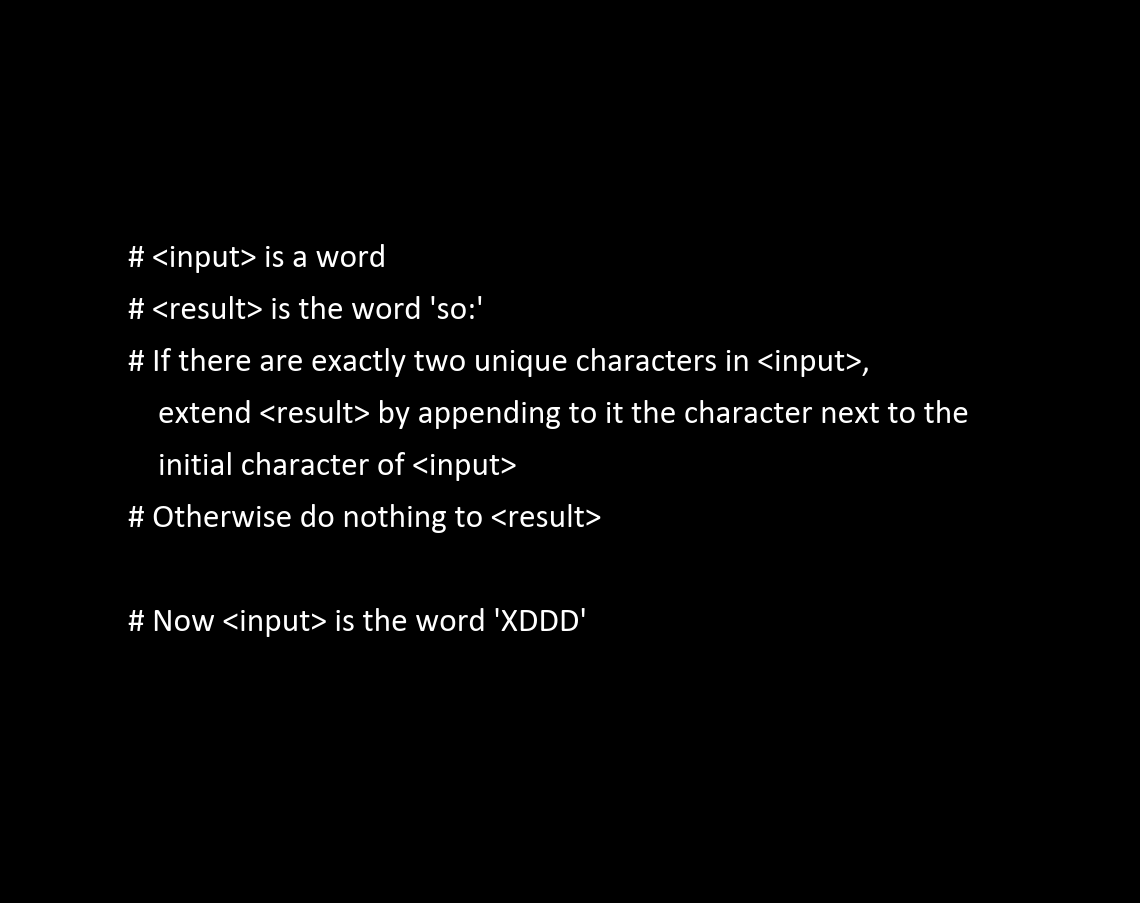 # <input> is a word
# <result> is the word 'so:'
# If there are exactly two unique characters in <input>,
extend <result> by appending to it the character next to the
initial character of <input>
# Otherwise do nothing to <result>
# Now <input> is the word 'XDDD'